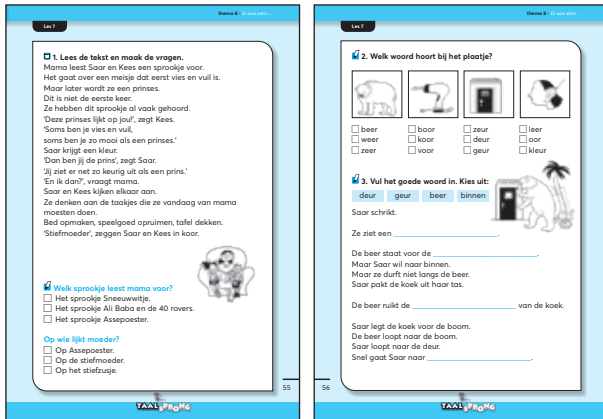 thema 8 • Er was eens ...
Les 7
1. Lees de tekst en maak de vragen.
Mama leest Saar en Kees een sprookje voor.
Het gaat over een meisje dat eerst vies en vuil is.
Maar later wordt ze een prinses.
Dit is niet de eerste keer.
Ze hebben dit sprookje al vaak gehoord.
'Deze prinses lijkt op jou!', zegt Kees.
'Soms ben je vies en vuil,
soms ben je zo mooi als een prinses.'
Saar krijgt een kleur.
'Dan ben jij de prins', zegt Saar.
'Jij ziet er net zo keurig uit als een prins.'
'En ik dan?', vraagt mama.
Saar en Kees kijken elkaar aan.
Ze denken aan de taakjes die ze vandaag van mama
moesten doen.
Bed opmaken, speelgoed opruimen, tafel dekken.
'Stiefmoeder', zeggen Saar en Kees in koor.
Welk sprookje leest mama voor?
Het sprookje Sneeuwwitje.
Het sprookje Ali Baba en de 40 rovers.
Het sprookje Assepoester.
Op wie lijkt moeder?
Op Assepoester.
Op de stiefmoeder.
Op het stiefzusje.
55
TAALSPRONG
thema 8 • Er was eens ...
Les 7
2. Welk woord hoort bij het plaatje?
beer boor zeur leer
weer koor deur oor
zeer voor geur kleur
3. Vul het goede woord in. Kies uit:
deur geur beer binnen
Saar schrikt.
Ze ziet een .
De beer staat voor de .
Maar Saar wil naar binnen.
Maar ze durft niet langs de beer.
Saar pakt de koek uit haar tas.
De beer ruikt de van de koek.
Saar legt de koek voor de boom.
De beer loopt naar de boom.
Saar loopt naar de deur.
Snel gaat Saar naar .
56
TAALSPRONG